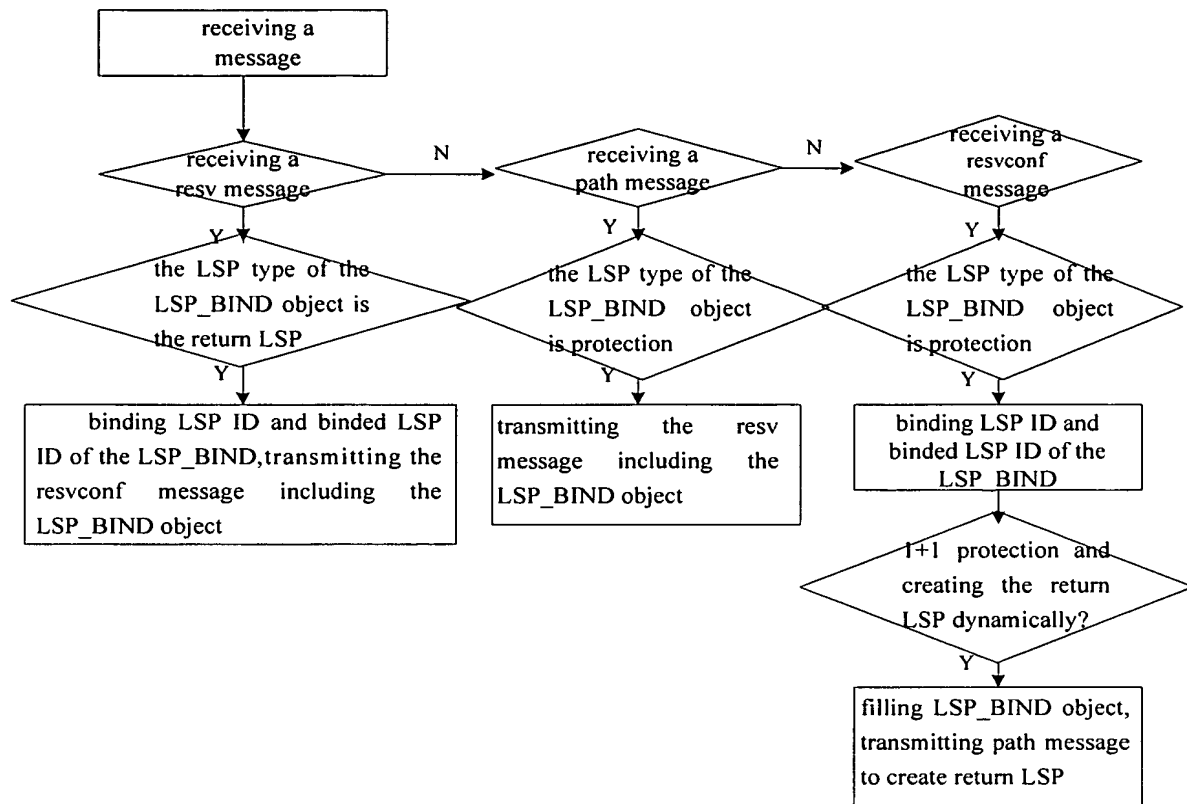 receiving a
message
receiving a
resv message
N
receiving a
path message
N
receiving a
resvconf
message
Y
the LSP type of the
LSP_BIND object is
the return LSP
Y
the LSP type of the
LSP_BIND object
is protection
Y
the LSP type of the
LSP_BIND object
is protection
Y
binding LSP ID and binded LSP
ID of the LSP_BIND,transmitting the
resvconf message including the
LSP_BIND object
Y
transmitting the resv
message including the
LSP_BIND object
Y
binding LSP ID and
binded LSP ID of the
LSP_BIND
1+1 protection and
creating the return
LSP dynamically?
Y
filling LSP_BIND object,
transmitting path message
to create return LSP